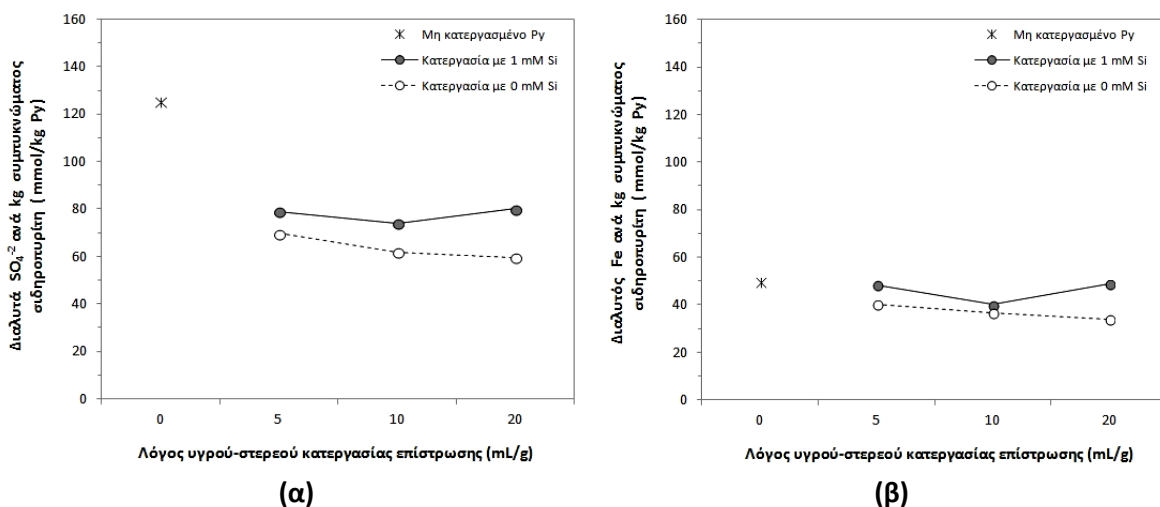 160
140
120
100
80
60
40
20
0
Διαλυτά SO₄⁻² ανά kg συμπυκνώματος
σιδηροπυρίτη ( mmol/kg Py)
Μη κατεργασμένο Py
Κατεργασία με 1 mM Si
Κατεργασία με 0 mM Si
0 5 10 20
Λόγος υγρού-στερεού κατεργασίας επίστρωσης (mL/g)
(α)
160
140
120
100
80
60
40
20
0
Διαλυτός Fe ανά kg συμπυκνώματος
σιδηροπυρίτη ( mmol/kg Py)
Μη κατεργασμένο Py
Κατεργασία με 1 mM Si
Κατεργασία με 0 mM Si
0 5 10 20
Λόγος υγρού-στερεού κατεργασίας επίστρωσης (mL/g)
(β)